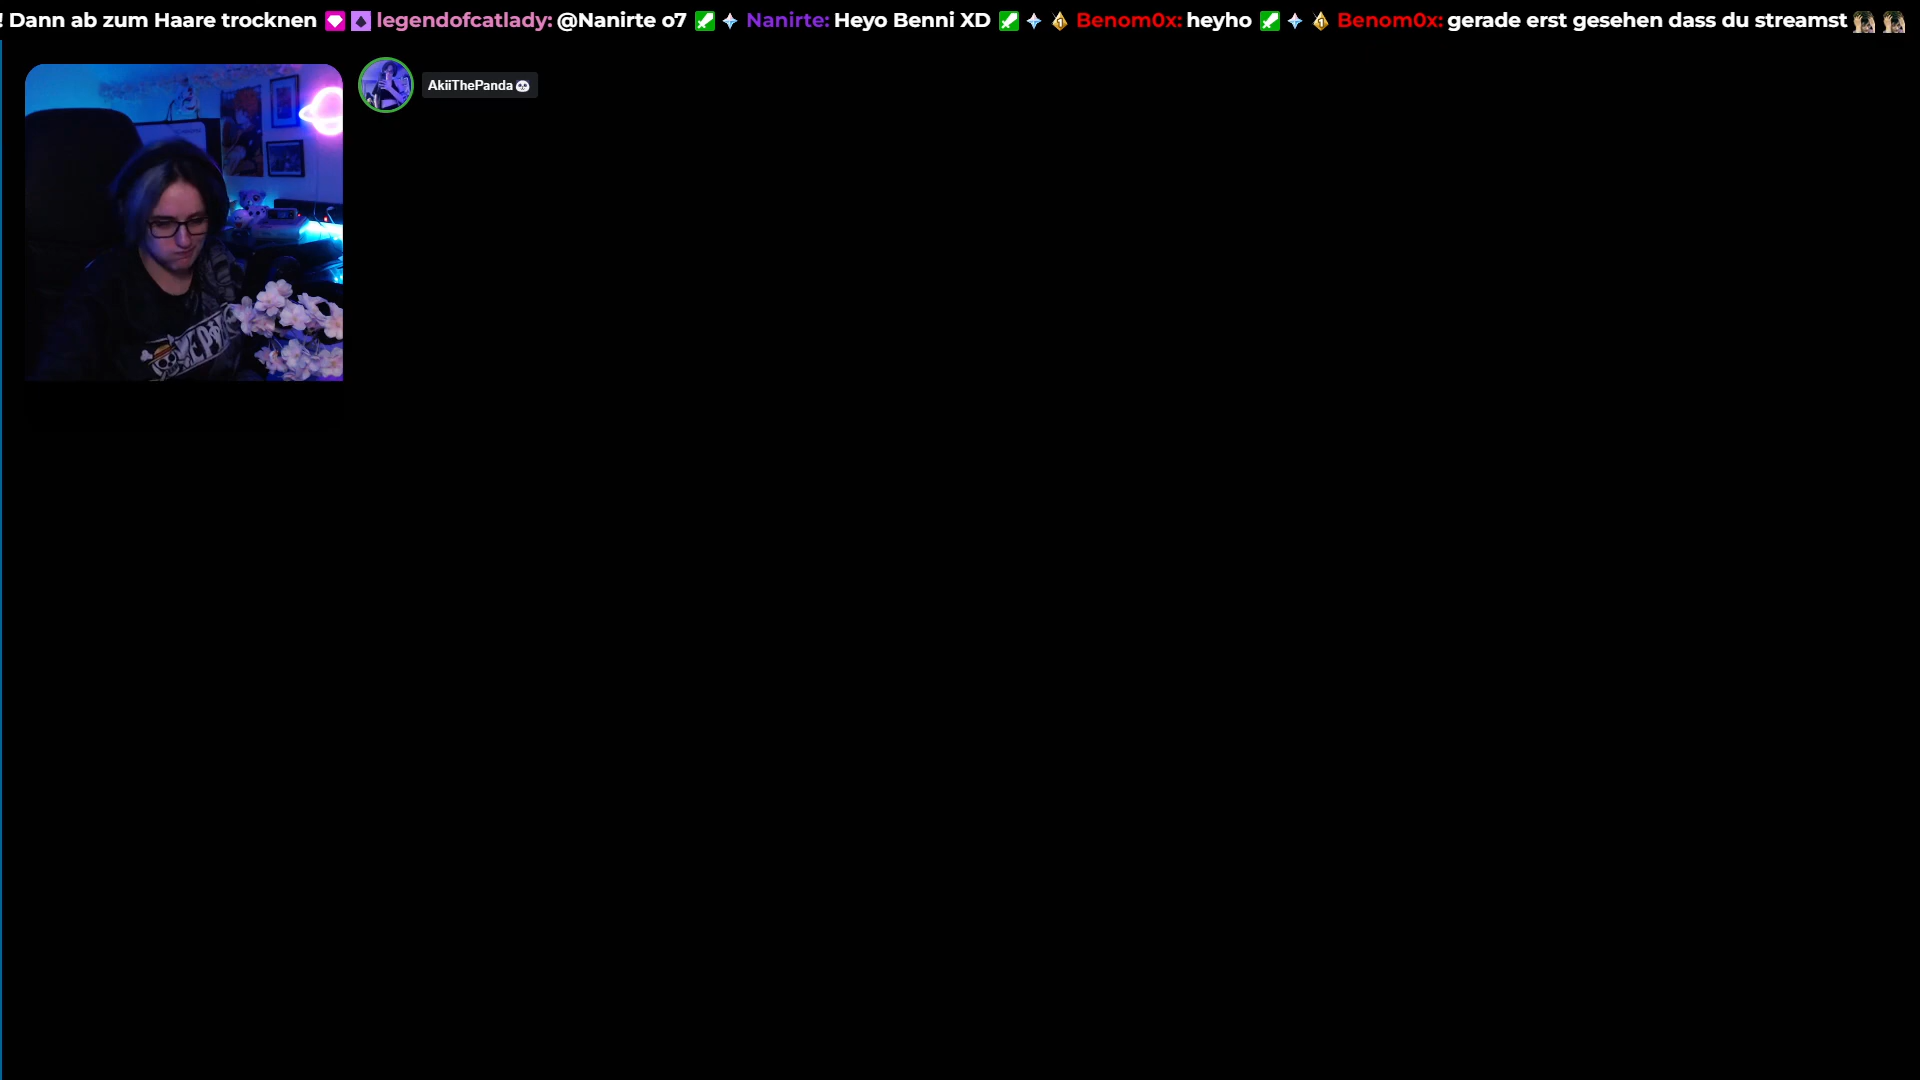 ! Dann ab zum Haare trocknen legendofcatlady: @Nanirte o7 Nanirte: Heyo Benni XD Benom0x: heyho Benom0x: gerade erst gesehen dass du streamst
AkiiThePanda